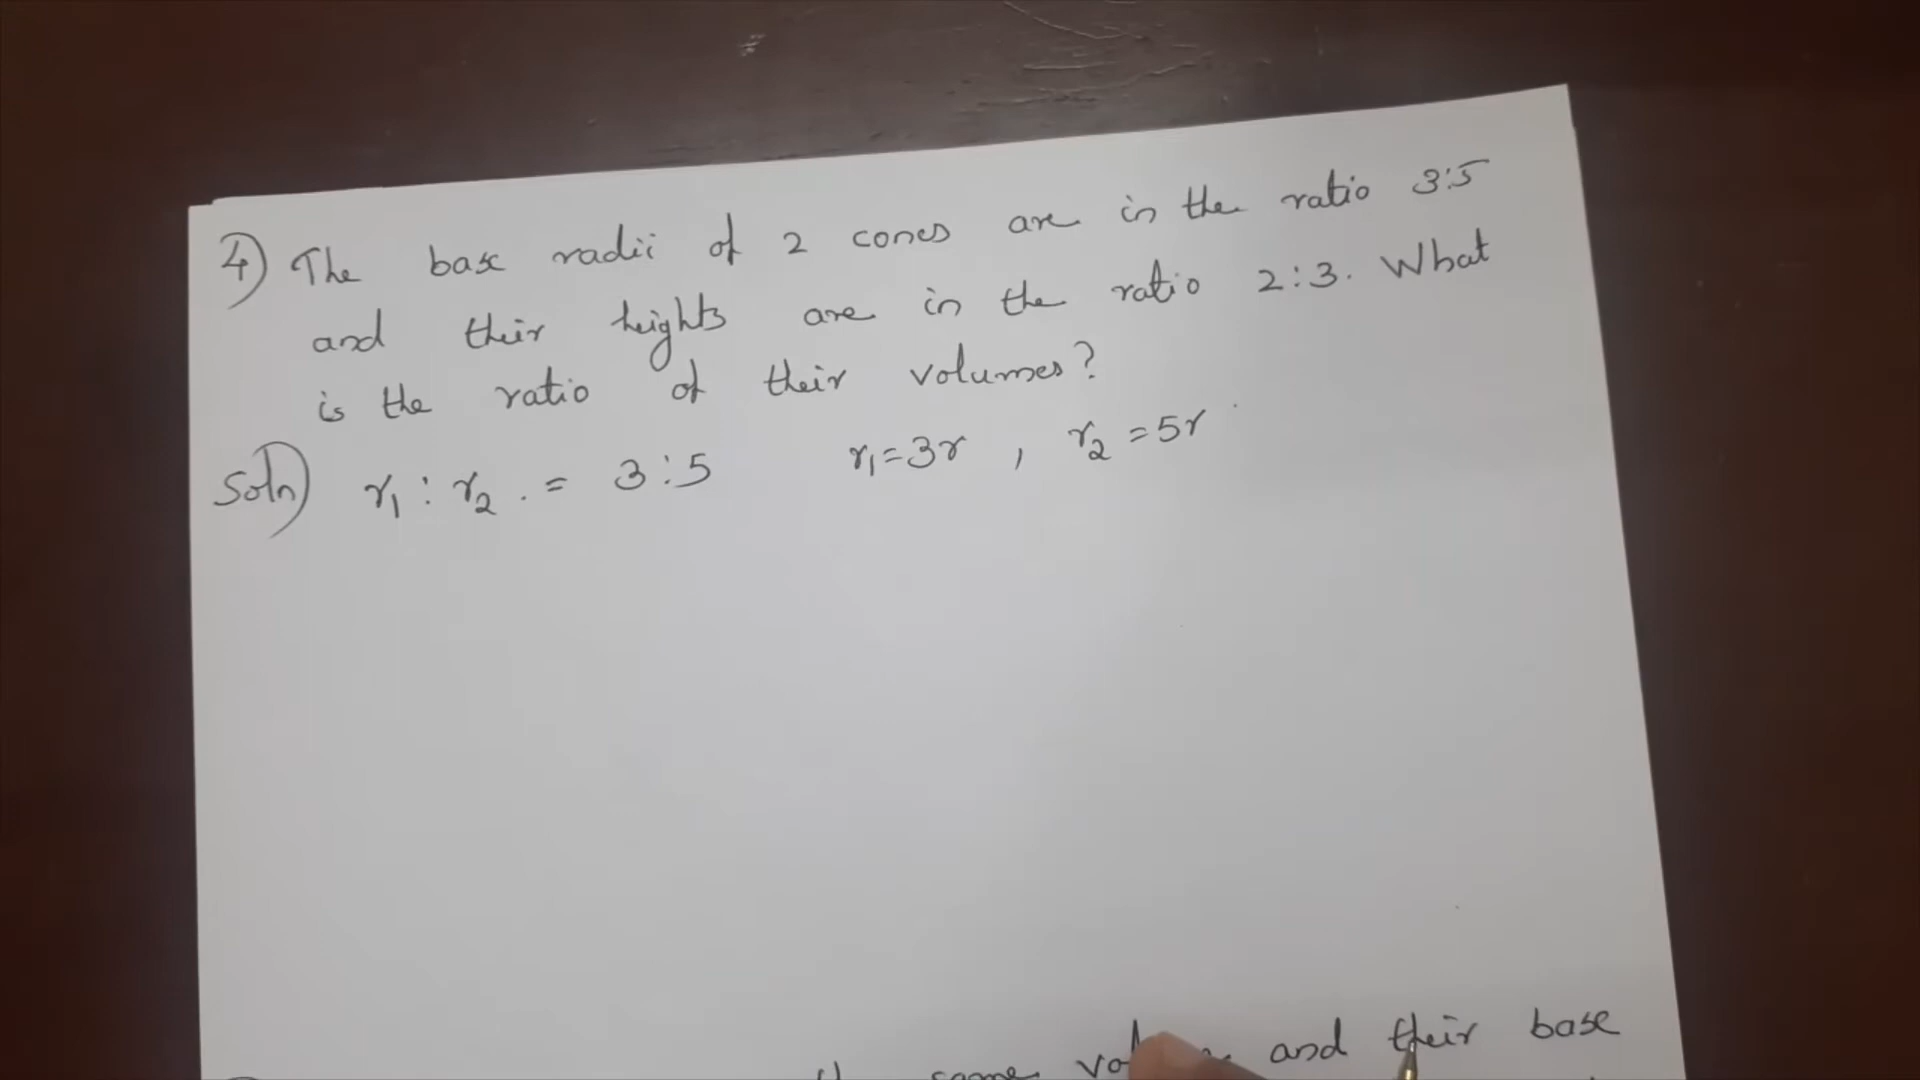 4) The base radii of 2 cones are in the ratio 3:5
and their heights are in the ratio 2:3. What
is the ratio of their volumes?
Soln) r₁ : r₂ . = 3:5 r₁=3r , r₂ =5r
same and their base